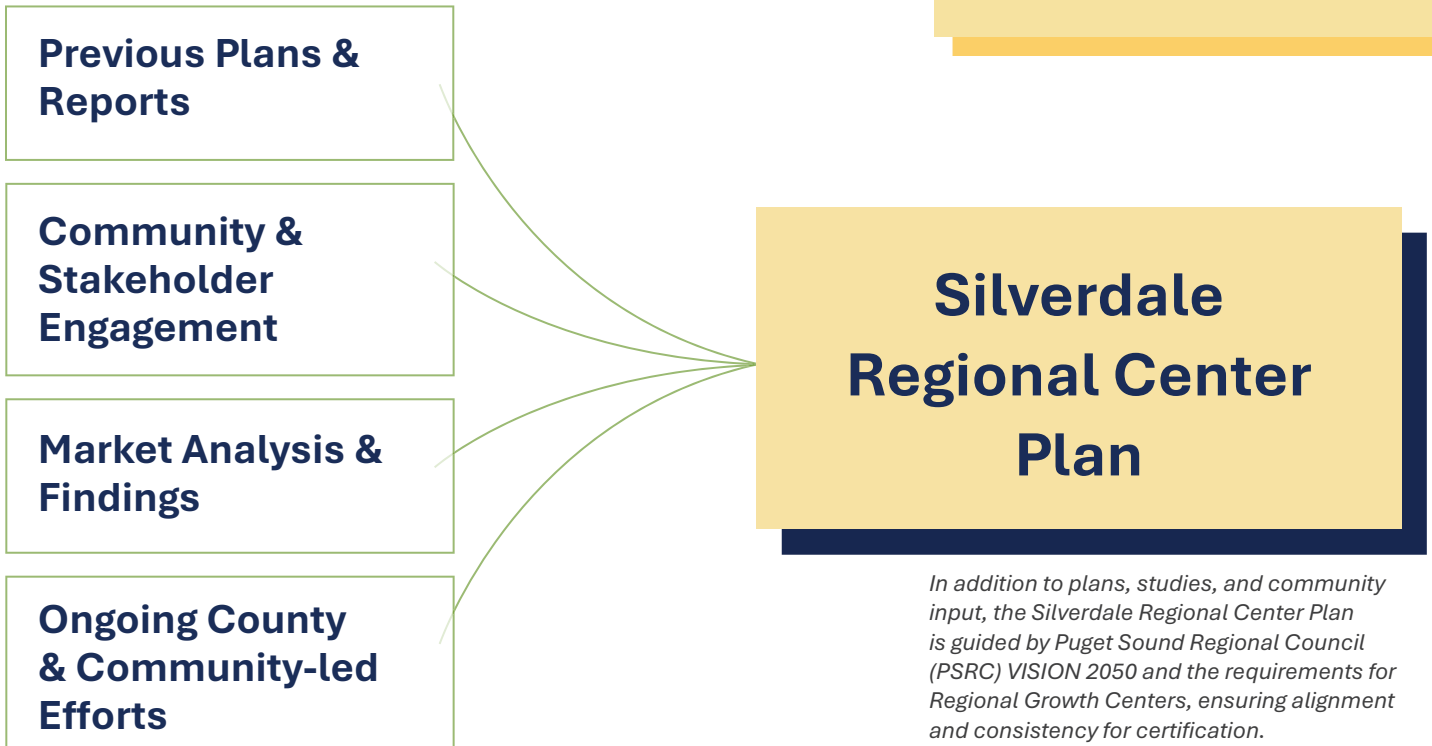 Previous Plans &
Reports
Community &
Stakeholder
Engagement
Market Analysis &
Findings
Ongoing County
& Community-led
Efforts
Silverdale
Regional Center
Plan
In addition to plans, studies, and community
input, the Silverdale Regional Center Plan
is guided by Puget Sound Regional Council
(PSRC) VISION 2050 and the requirements for
Regional Growth Centers, ensuring alignment
and consistency for certification.